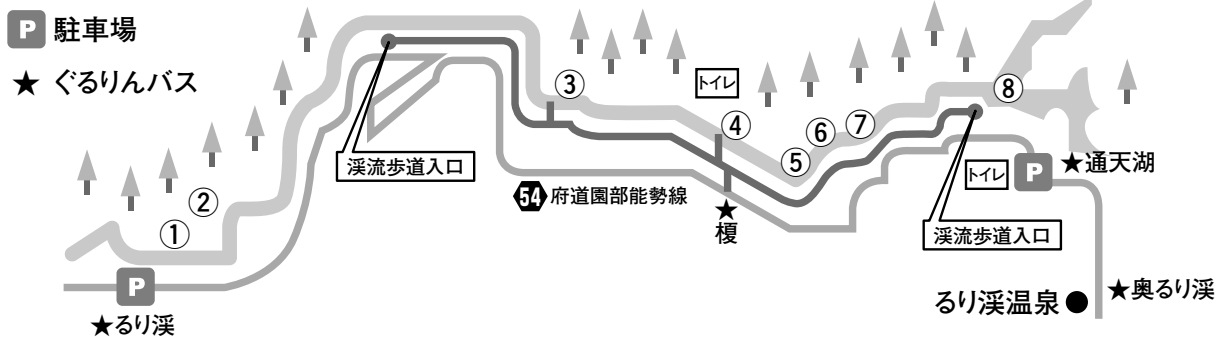 P 駐車場
★ ぐるりんバス
トイレ
①
②
③
④
⑤
⑥
⑦
⑧
渓流歩道入口
54 府道園部能勢線
★
榎
トイレ
P
★通天湖
渓流歩道入口
P
★るり渓
るり渓温泉●
★奥るり渓